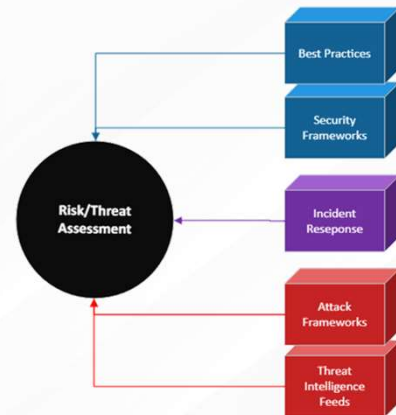 Best Practices
Security
Frameworks
Risk/Threat
Assessment
Incident
Reseponse
Attack
Frameworks
Threat
Intelligence
Feeds